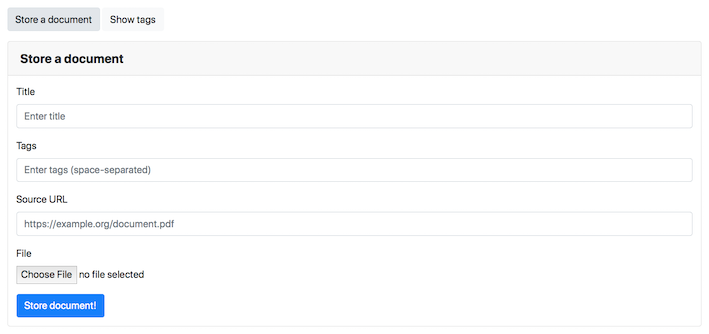 Store a document Show tags
Store a document
Title
Enter title
Tags
Enter tags (space-separated)
Source URL
https://example.org/document.pdf
File
Choose File no file selected
Store document!